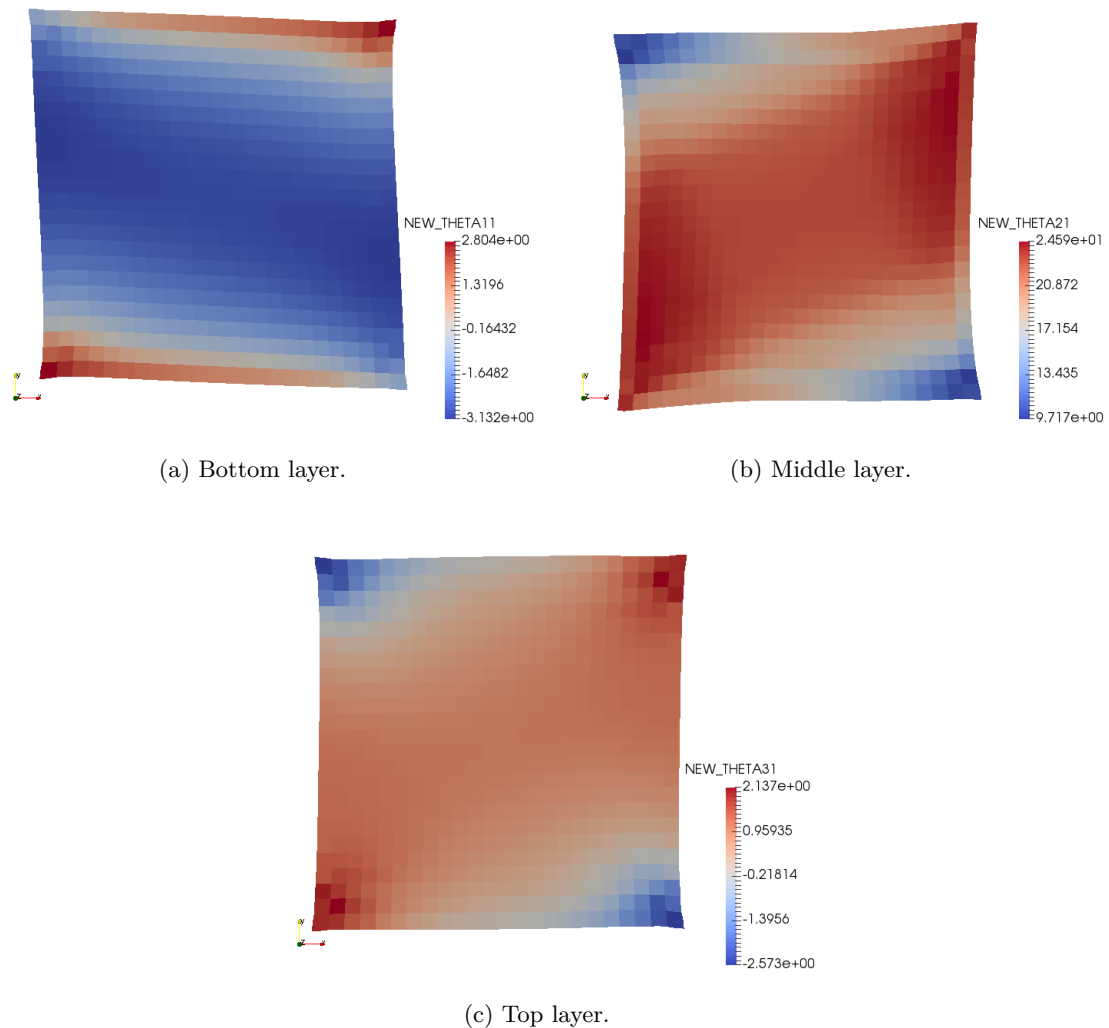 NEW_THETA11
2.804e+00
1.3196
-0.16432
-1.6482
-3.132e+00
Y
Z
X
(a) Bottom layer.
NEW_THETA21
2.459e+01
20.872
17.154
13.435
9.717e+00
Y
Z
X
(b) Middle layer.
NEW_THETA31
2.137e+00
0.95935
-0.21814
-1.3956
-2.573e+00
Y
Z
X
(c) Top layer.